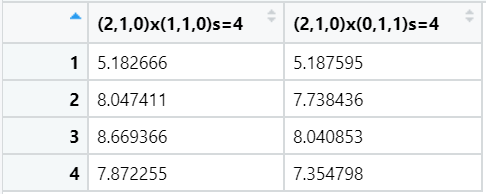 (2,1,0)x(1,1,0)s=4 (2,1,0)x(0,1,1)s=4
1 5.182666 5.187595
2 8.047411 7.738436
3 8.669366 8.040853
4 7.872255 7.354798